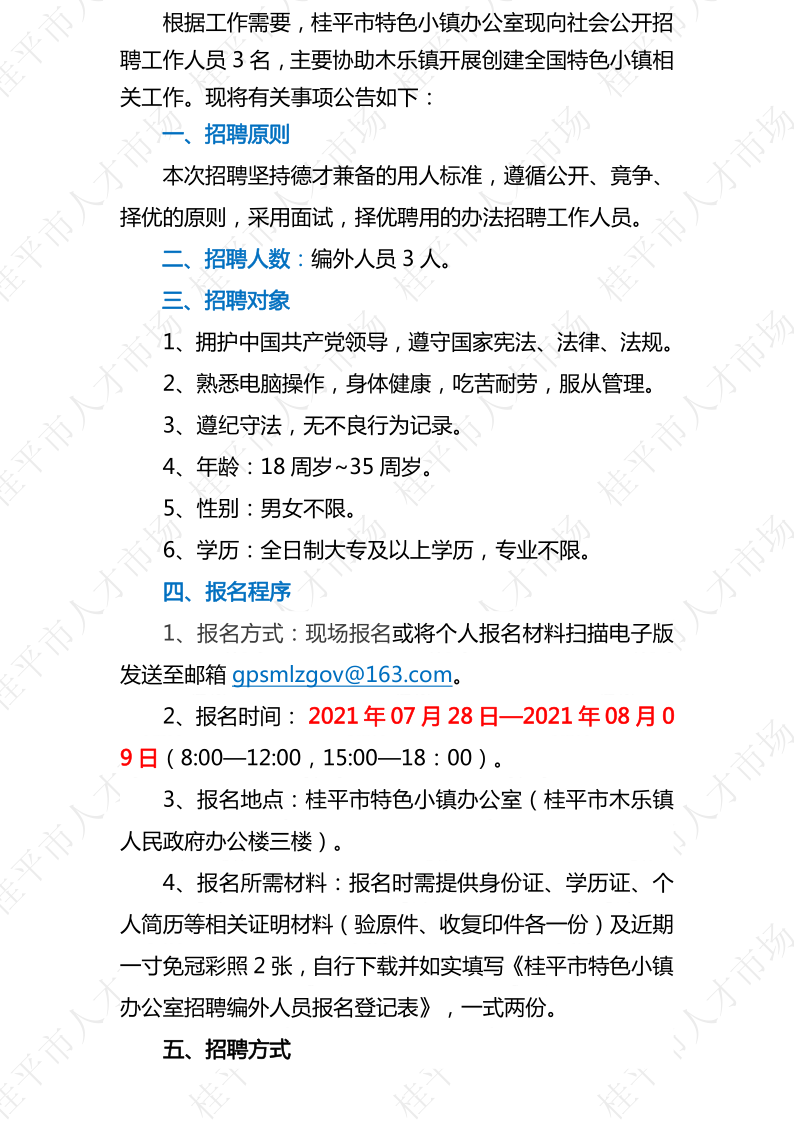 根据工作需要，桂平市特色小镇办公室现向社会公开招
聘工作人员 3 名，主要协助木乐镇开展创建全国特色小镇相
关工作。现将有关事项公告如下：
一、招聘原则
本次招聘坚持德才兼备的用人标准，遵循公开、竟争、
择优的原则，采用面试，择优聘用的办法招聘工作人员。
二、招聘人数：编外人员 3 人。
三、招聘对象
1、拥护中国共产党领导，遵守国家宪法、法律、法规。
2、熟悉电脑操作，身体健康，吃苦耐劳，服从管理。
3、遵纪守法，无不良行为记录。
4、年龄：18 周岁~35 周岁。
5、性别：男女不限。
6、学历：全日制大专及以上学历，专业不限。
四、报名程序
1、报名方式：现场报名或将个人报名材料扫描电子版
发送至邮箱 gpsmlzgov@163.com。
2、报名时间： 2021 年 07 月 28 日—2021 年 08 月 0
9 日（8:00—12:00，15:00—18：00）。
3、报名地点：桂平市特色小镇办公室（桂平市木乐镇
人民政府办公楼三楼）。
4、报名所需材料：报名时需提供身份证、学历证、个
人简历等相关证明材料（验原件、收复印件各一份）及近期
一寸免冠彩照 2 张，自行下载并如实填写《桂平市特色小镇
办公室招聘编外人员报名登记表》，一式两份。
五、招聘方式
桂平市人才市场